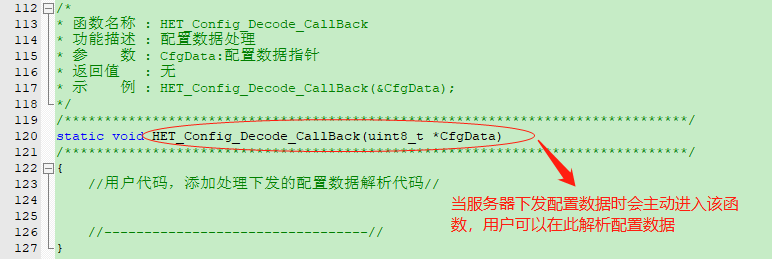 112 /*
113 * 函数名称 : HET_Config_Decode_CallBack
114 * 功能描述 : 配置数据处理
115 * 参    数 : CfgData:配置数据指针
116 * 返回值   : 无
117 * 示    例 : HET_Config_Decode_CallBack(&CfgData);
118 */
119 /******************************************************************************/
120 static void HET_Config_Decode_CallBack(uint8_t *CfgData)
121 /******************************************************************************/
122 {
123     //用户代码，添加处理下发的配置数据解析代码//
124
125
126     //---------------------------------//
127 }
当服务器下发配置数据时会主动进入该函
数，用户可以在此解析配置数据